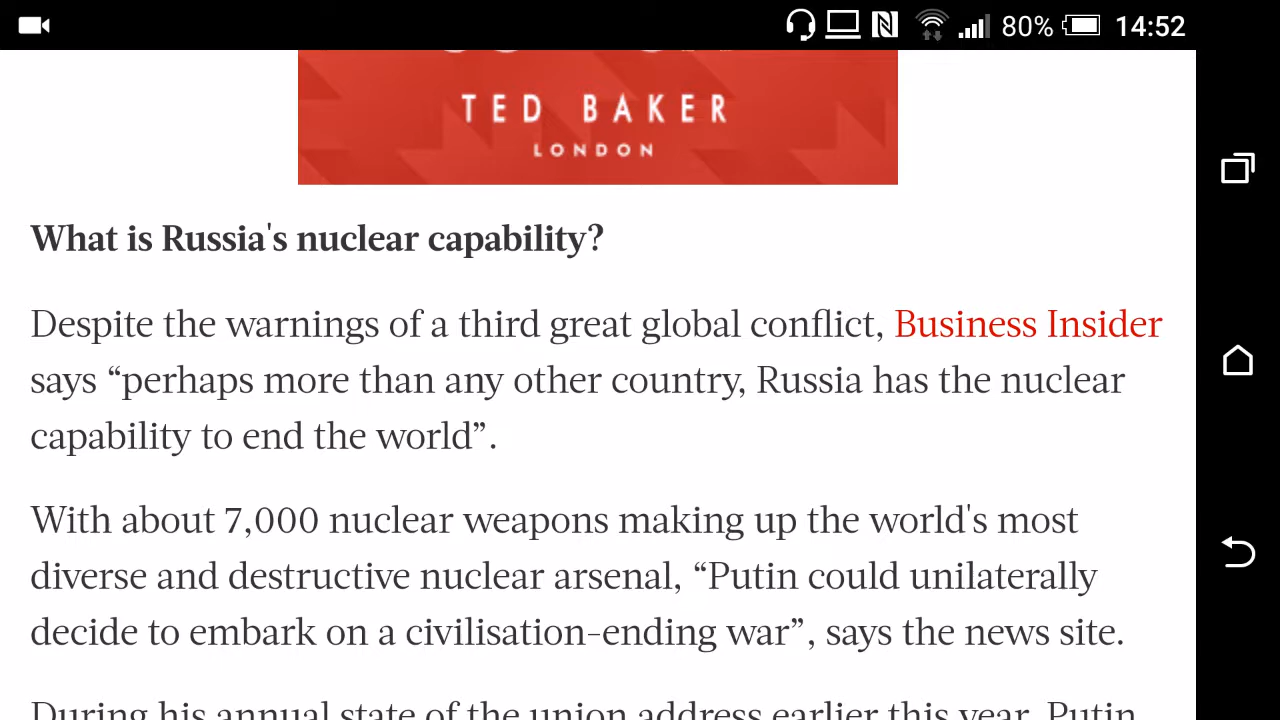 80% 14:52
TED BAKER
LONDON
What is Russia's nuclear capability?
Despite the warnings of a third great global conflict, Business Insider
says “perhaps more than any other country, Russia has the nuclear
capability to end the world”.
With about 7,000 nuclear weapons making up the world's most
diverse and destructive nuclear arsenal, “Putin could unilaterally
decide to embark on a civilisation-ending war”, says the news site.
During his annual state of the union address earlier this year, Putin